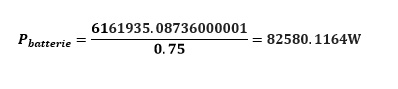 P_batterie = 6161935.08736000001 / 0.75 = 82580.1164W